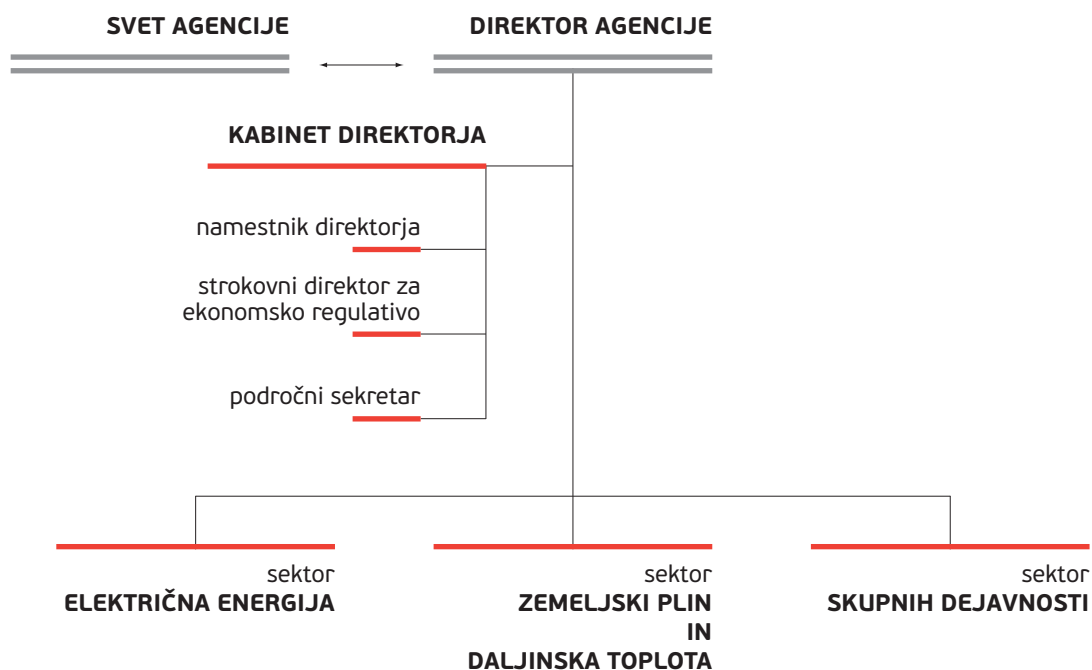 SVET AGENCIJE
DIREKTOR AGENCIJE
KABINET DIREKTORJA
namestnik direktorja
strokovni direktor za
ekonomsko regulativo
področni sekretar
sektor
ELEKTRIČNA ENERGIJA
sektor
ZEMELJSKI PLIN
IN
DALJINSKA TOPLOTA
sektor
SKUPNIH DEJAVNOSTI